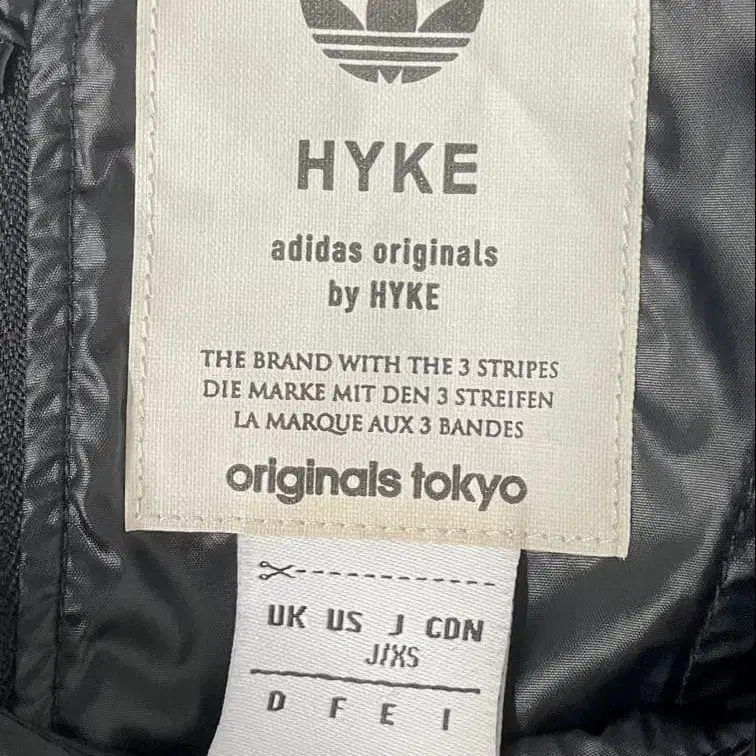 HYKE
adidas originals
by HYKE
THE BRAND WITH THE 3 STRIPES
DIE MARKE MIT DEN 3 STREIFEN
LA MARQUE AUX 3 BANDES
originals tokyo
UK US J CDN
J/XS
D F E I